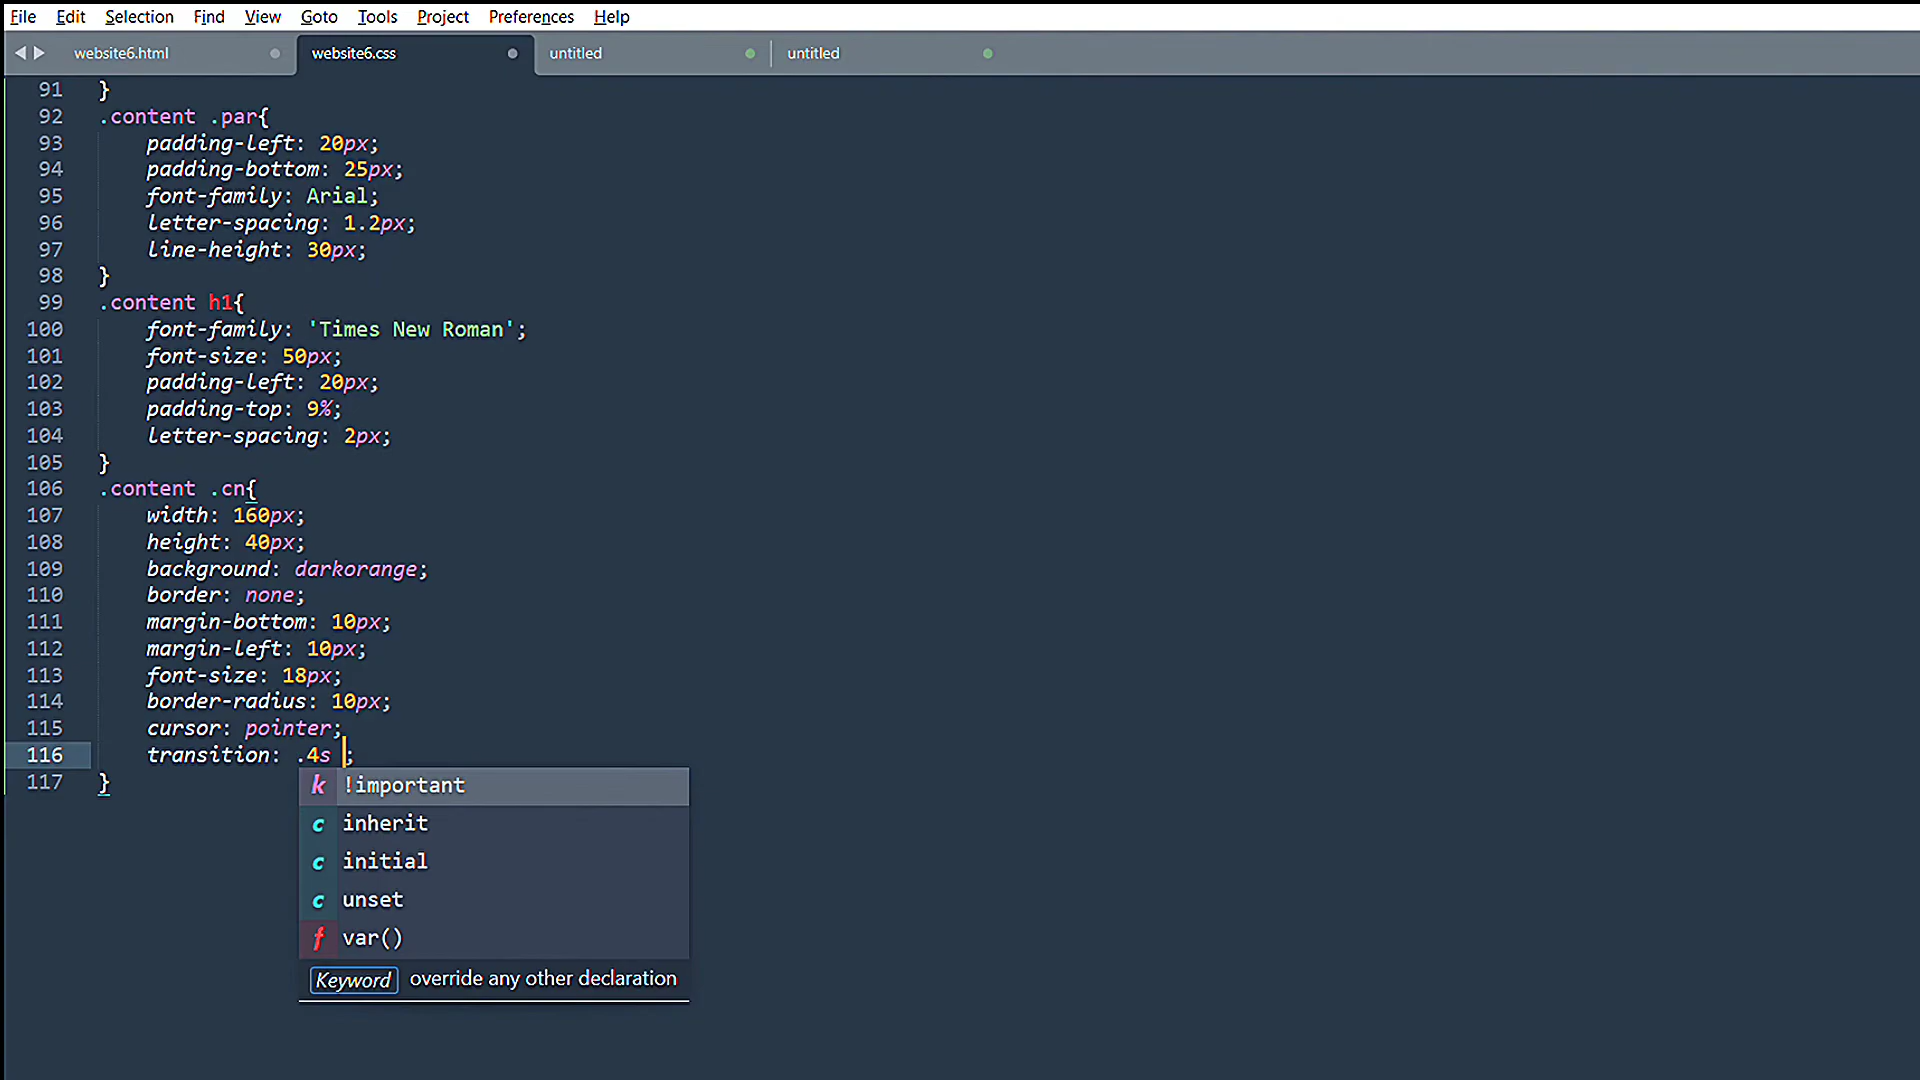 File Edit Selection Find View Goto Tools Project Preferences Help
website6.html website6.css untitled untitled
91 }
92 .content .par{
93 padding-left: 20px;
94 padding-bottom: 25px;
95 font-family: Arial;
96 letter-spacing: 1.2px;
97 line-height: 30px;
98 }
99 .content h1{
100 font-family: 'Times New Roman';
101 font-size: 50px;
102 padding-left: 20px;
103 padding-top: 9%;
104 letter-spacing: 2px;
105 }
106 .content .cn{
107 width: 160px;
108 height: 40px;
109 background: darkorange;
110 border: none;
111 margin-bottom: 10px;
112 margin-left: 10px;
113 font-size: 18px;
114 border-radius: 10px;
115 cursor: pointer;
116 transition: .4s ;
117 }
k !important
c inherit
c initial
c unset
f var()
Keyword override any other declaration